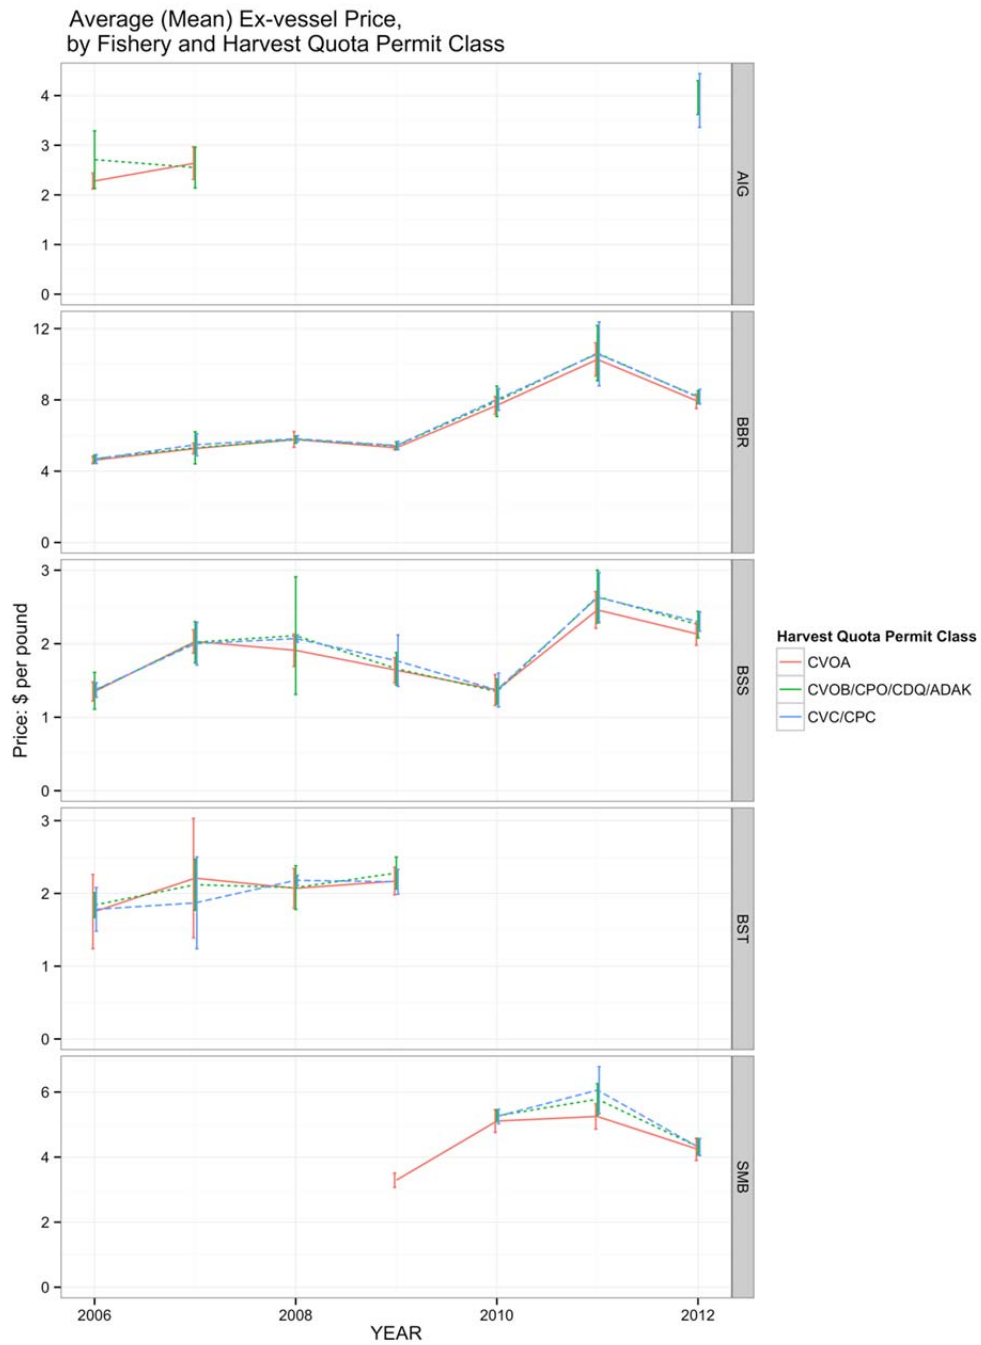 Average (Mean) Ex-vessel Price,
by Fishery and Harvest Quota Permit Class
Price: $ per pound
4
3
2
1
0
AIG
12
8
4
0
BBR
3
2
1
0
BSS
3
2
1
0
BST
6
4
2
0
SMB
2006
2008
2010
2012
YEAR
Harvest Quota Permit Class
CVOA
CVOB/CPO/CDQ/ADAK
CVC/CPC